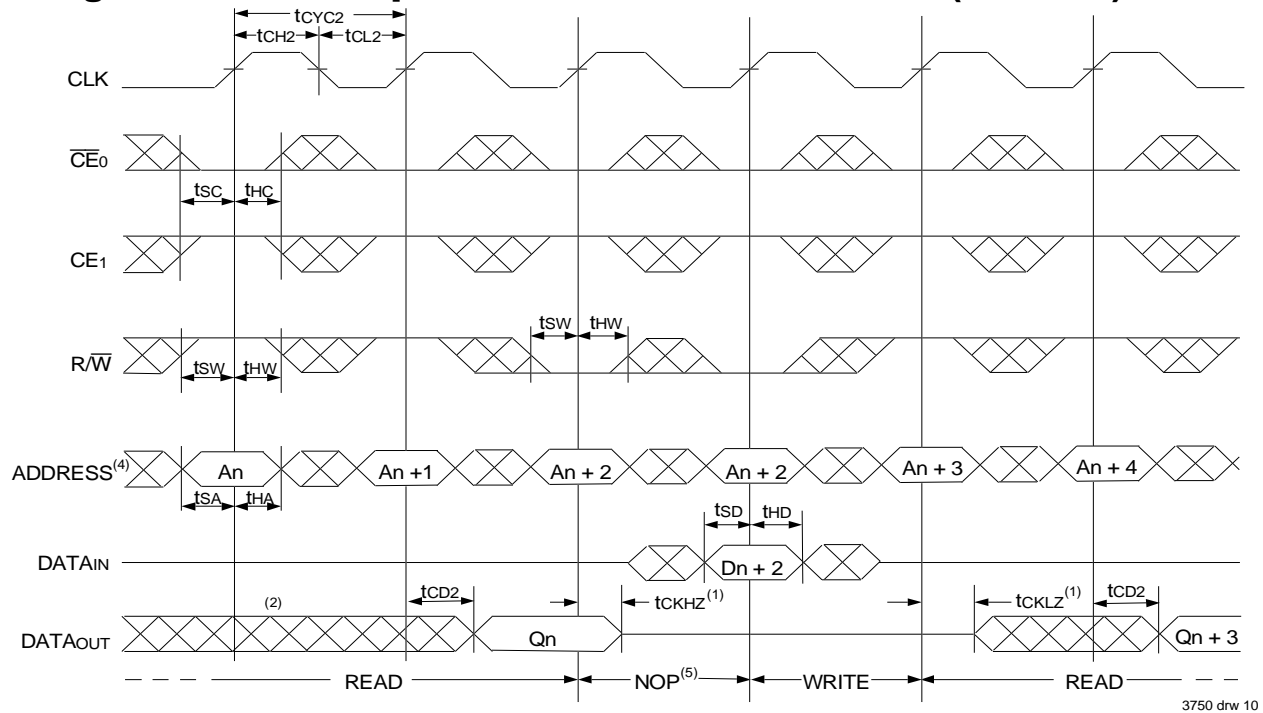 tCYC2
tCH2 tCL2
CLK
CE0
tSC tHC
CE1
tSW tHW
R/W
tSW tHW
ADDRESS(4) An An +1 An + 2 An + 2 An + 3 An + 4
tSA tHA
tSD tHD
DATAIN Dn + 2
tCD2 tCKHZ(1) tCKLZ(1) tCD2
(2)
DATAOUT Qn Qn + 3
READ NOP(5) WRITE READ
3750 drw 10